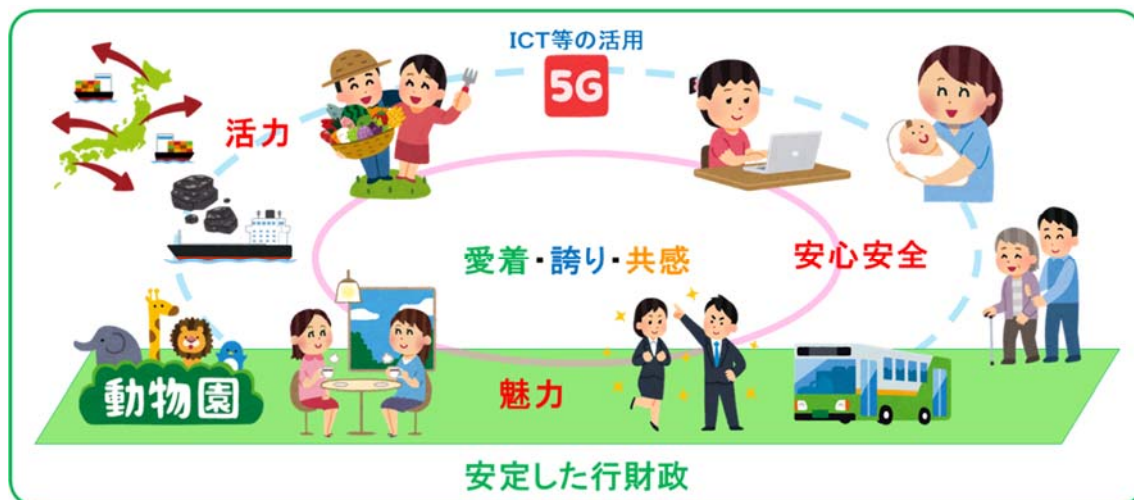 ICT等の活用
5G
活力
愛着・誇り・共感
安心安全
動物園
魅力
安定した行財政